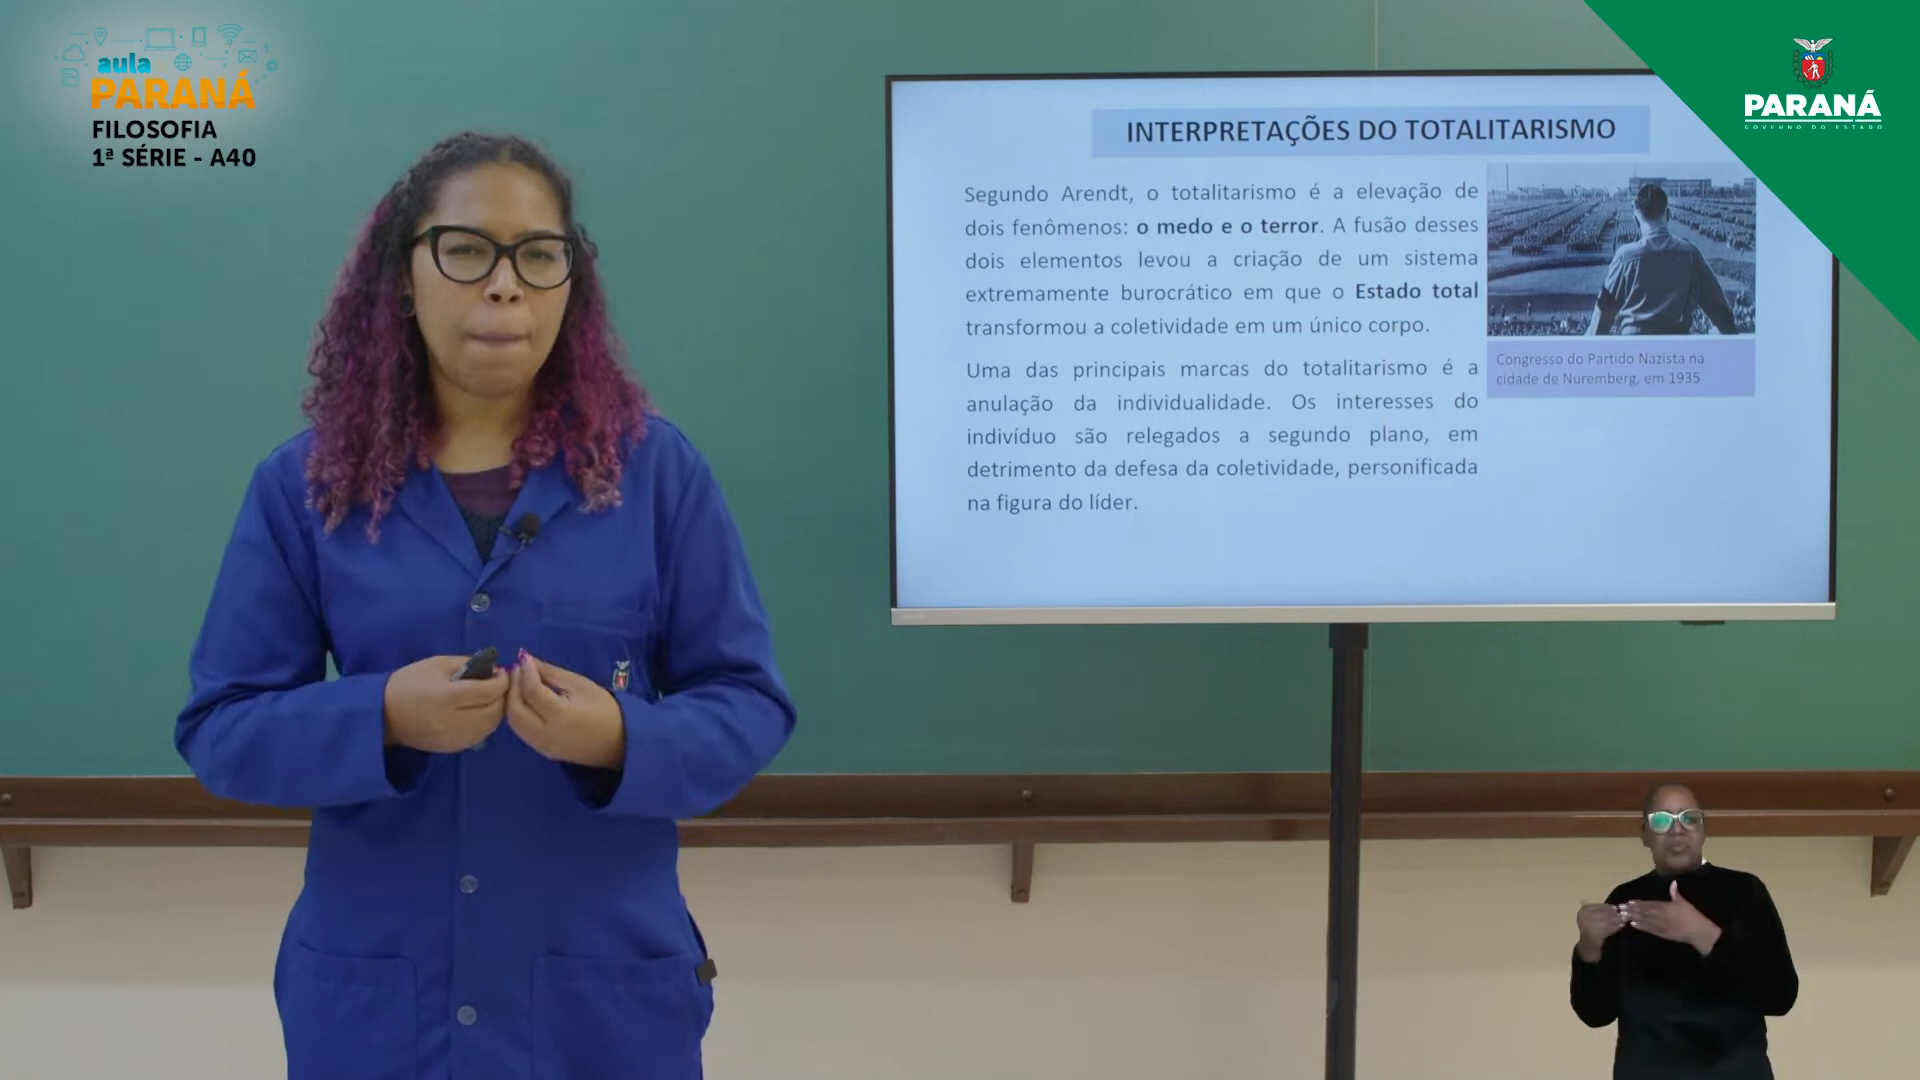 aula
PARANÁ
FILOSOFIA
1ª SÉRIE - A40
PARANÁ
GOVERNO DO ESTADO
INTERPRETAÇÕES DO TOTALITARISMO
Segundo Arendt, o totalitarismo é a elevação de
dois fenômenos: o medo e o terror. A fusão desses
dois elementos levou a criação de um sistema
extremamente burocrático em que o Estado total
transformou a coletividade em um único corpo.
Uma das principais marcas do totalitarismo é a
anulação da individualidade. Os interesses do
indivíduo são relegados a segundo plano, em
detrimento da defesa da coletividade, personificada
na figura do líder.
Congresso do Partido Nazista na
cidade de Nuremberg, em 1935